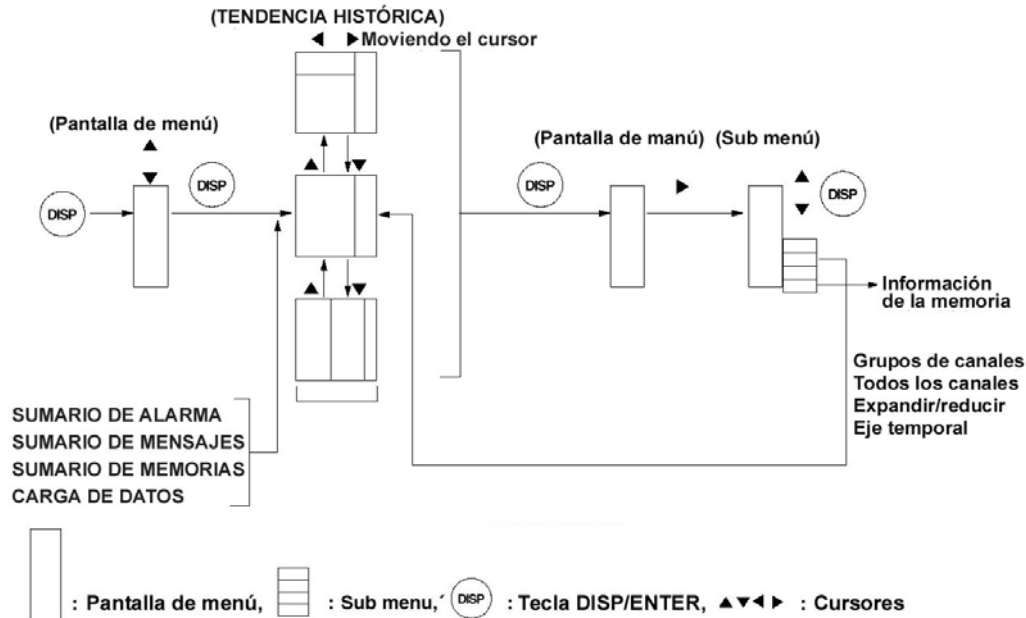 (TENDENCIA HISTÓRICA)
◄ ► Moviendo el cursor
(Pantalla de menú)
▲
▼
DISP
DISP
▲ ▼
▲ ▼
(Pantalla de manú) (Sub menú)
DISP
►
▲
▼
DISP
Información
de la memoria
Grupos de canales
Todos los canales
Expandir/reducir
Eje temporal
SUMARIO DE ALARMA
SUMARIO DE MENSAJES
SUMARIO DE MEMORIAS
CARGA DE DATOS
: Pantalla de menú, : Sub menu,´ DISP : Tecla DISP/ENTER, ▲▼◄ ► : Cursores